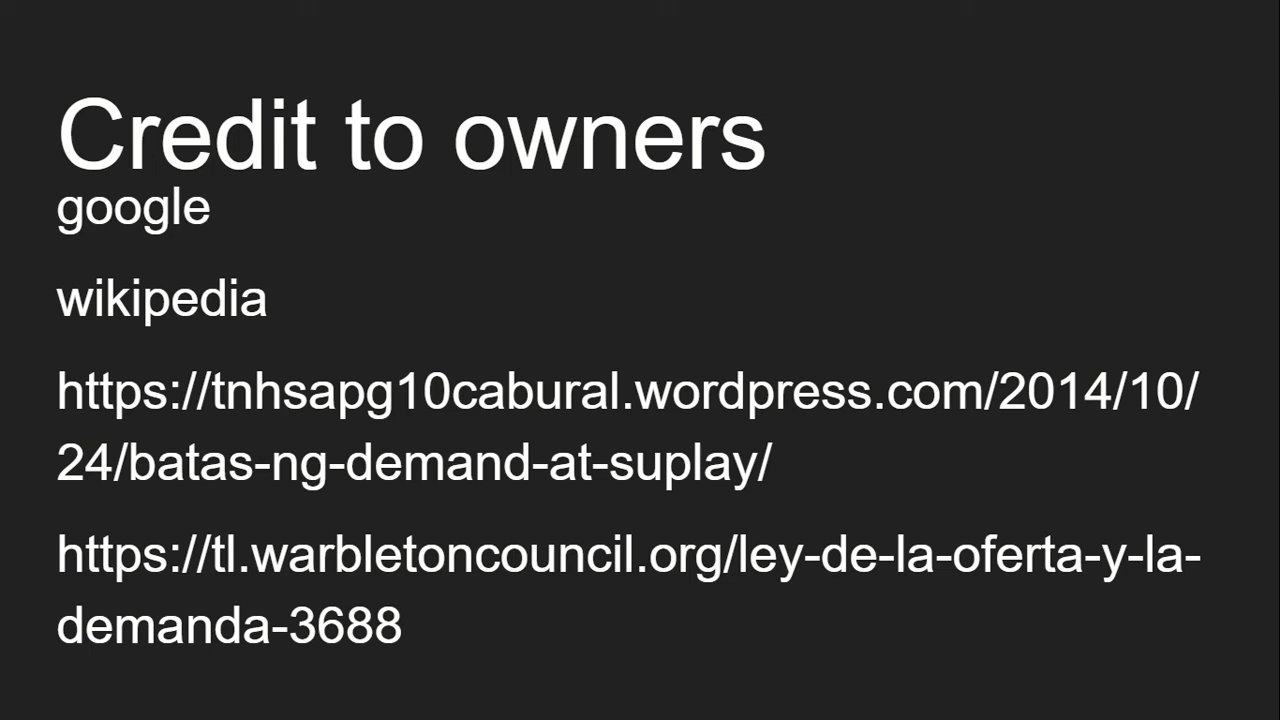 Credit to owners
google
wikipedia
https://tnhsapg10cabural.wordpress.com/2014/10/
24/batas-ng-demand-at-suplay/
https://tl.warbletoncouncil.org/ley-de-la-oferta-y-la-
demanda-3688